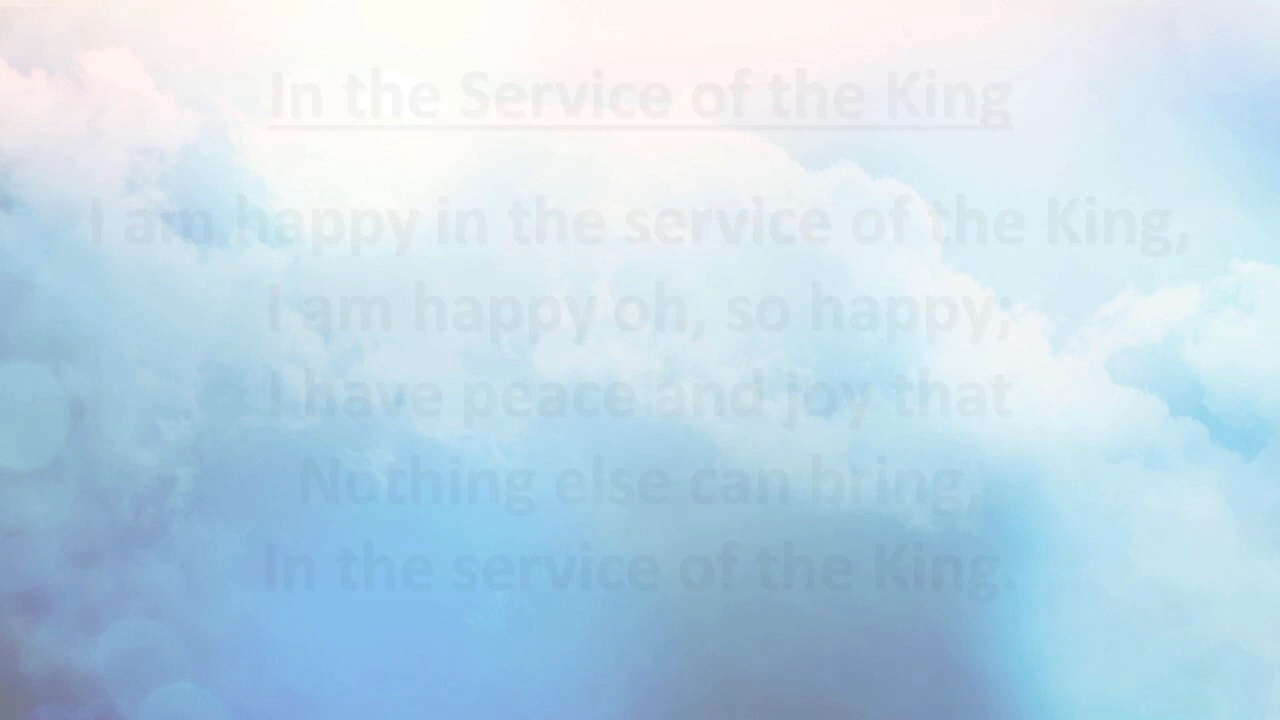 In the Service of the King
I am happy in the service of the King,
I am happy oh, so happy;
I have peace and joy that
Nothing else can bring,
In the service of the King.